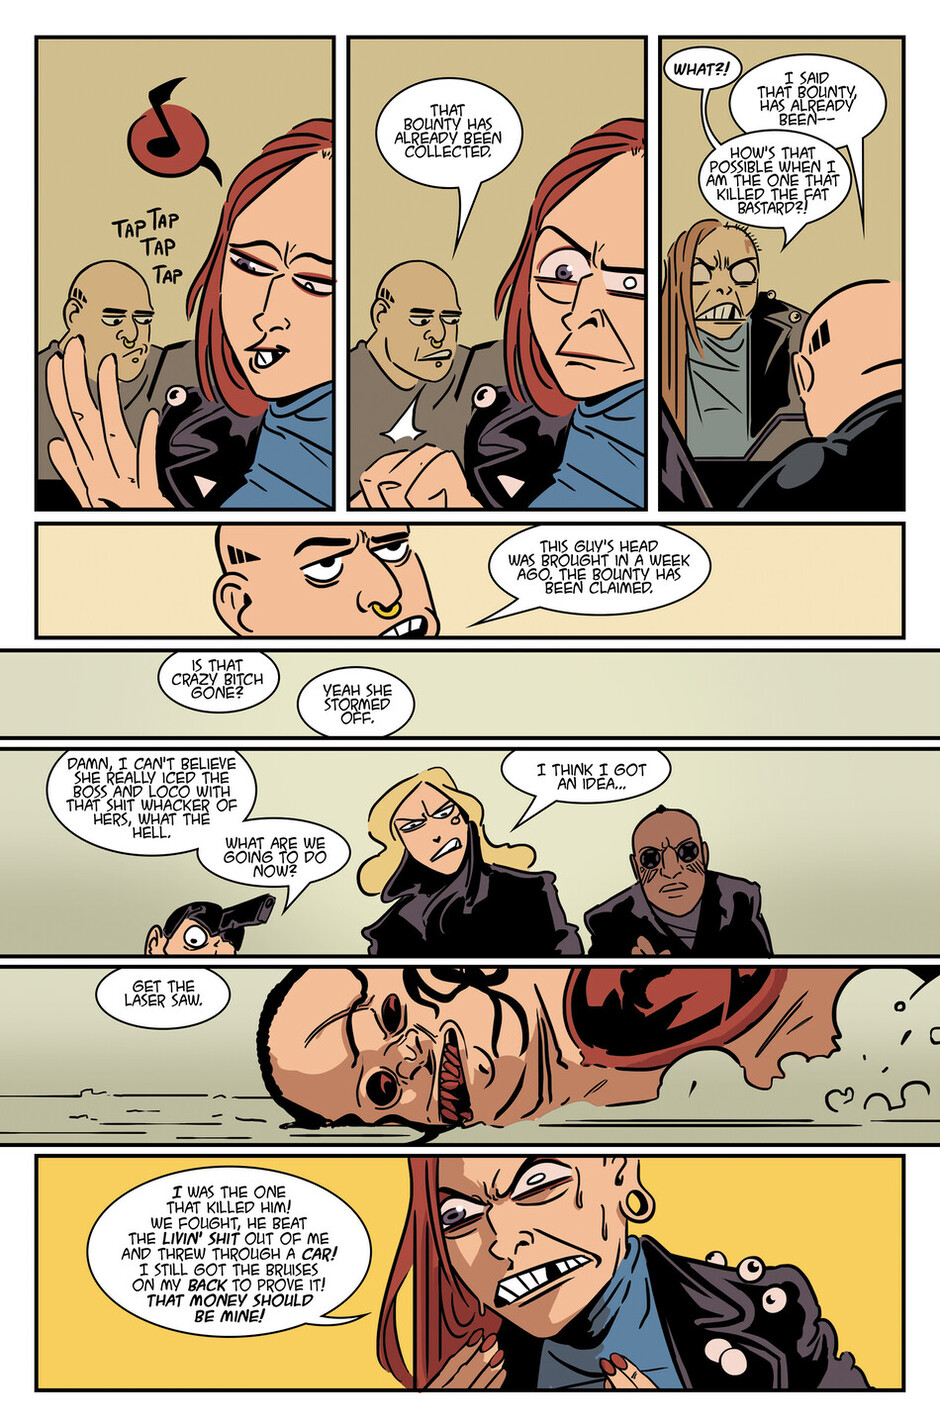 TAP TAP
TAP
TAP
THAT
BOUNTY HAS
ALREADY BEEN
COLLECTED.
WHAT?!
I SAID
THAT BOUNTY,
HAS ALREADY
BEEN--
HOW'S THAT
POSSIBLE WHEN I
AM THE ONE THAT
KILLED THE FAT
BASTARD?!
THIS GUY'S HEAD
WAS BROUGHT IN A WEEK
AGO. THE BOUNTY HAS
BEEN CLAIMED.
IS THAT
CRAZY BITCH
GONE?
YEAH SHE
STORMED
OFF.
DAMN, I CAN'T BELIEVE
SHE REALLY ICED THE
BOSS AND LOCO WITH
THAT SHIT WHACKER OF
HERS, WHAT THE
HELL.
WHAT ARE WE
GOING TO DO
NOW?
I THINK I GOT
AN IDEA...
GET THE
LASER SAW.
I WAS THE ONE
THAT KILLED HIM!
WE FOUGHT, HE BEAT
THE LIVIN' SHIT OUT OF ME
AND THREW THROUGH A CAR!
I STILL GOT THE BRUISES
ON MY BACK TO PROVE IT!
THAT MONEY SHOULD
BE MINE!